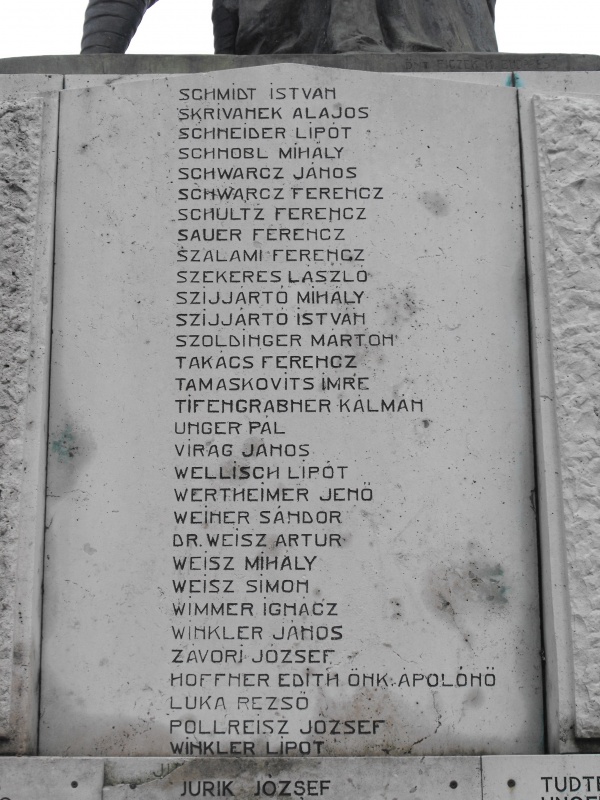 SCHMIDT ISTVÁN
SKRIVANEK ALAJOS
SCHNEIDER LIPÓT
SCHNÖBL MIHÁLY
SCHWARCZ JÁNOS
SCHWARCZ FERENCZ
SCHULTZ FERENCZ
SAUER FERENCZ
SZALAMI FERENCZ
SZEKERES LÁSZLÓ
SZIJJÁRTÓ MIHÁLY
SZIJJÁRTÓ ISTVÁN
SZOLDINGER MÁRTON
TAKÁCS FERENCZ
TAMASKOVITS IMRE
TIFENGRABNER KÁLMÁN
UNGER PÁL
VIRÁG JÁNOS
WELLISCH LIPÓT
WERTHEIMER JENŐ
WEINER SÁNDOR
DR. WEISZ ARTUR
WEISZ MIHÁLY
WEISZ SIMON
WIMMER IGNÁCZ
WINKLER JÁNOS
ZÁVORI JÓZSEF
HOFFNER EDITH ÖNK. ÁPOLÓNŐ
LUKA REZSŐ
POLLREISZ JÓZSEF
WINKLER LIPÓT
JURIK JÓZSEF